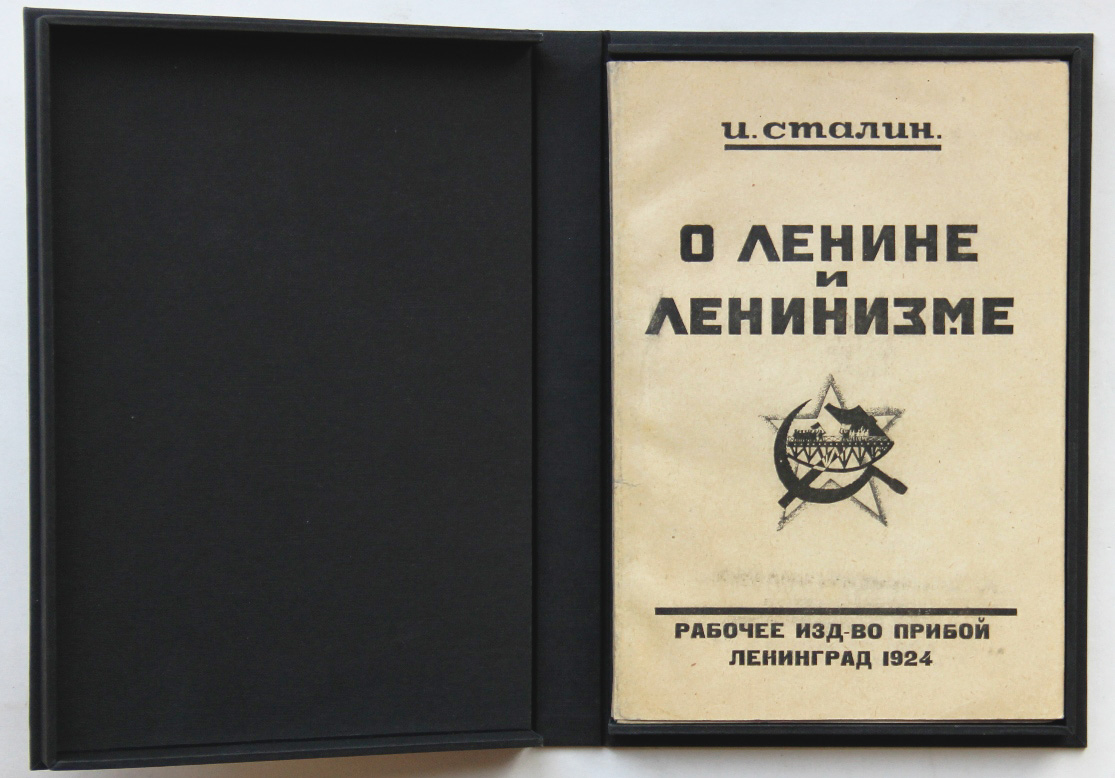 И. СТАЛИН.
О ЛЕНИНЕ
И
ЛЕНИНИЗМЕ
РАБОЧЕЕ ИЗД-ВО ПРИБОЙ
ЛЕНИНГРАД 1924